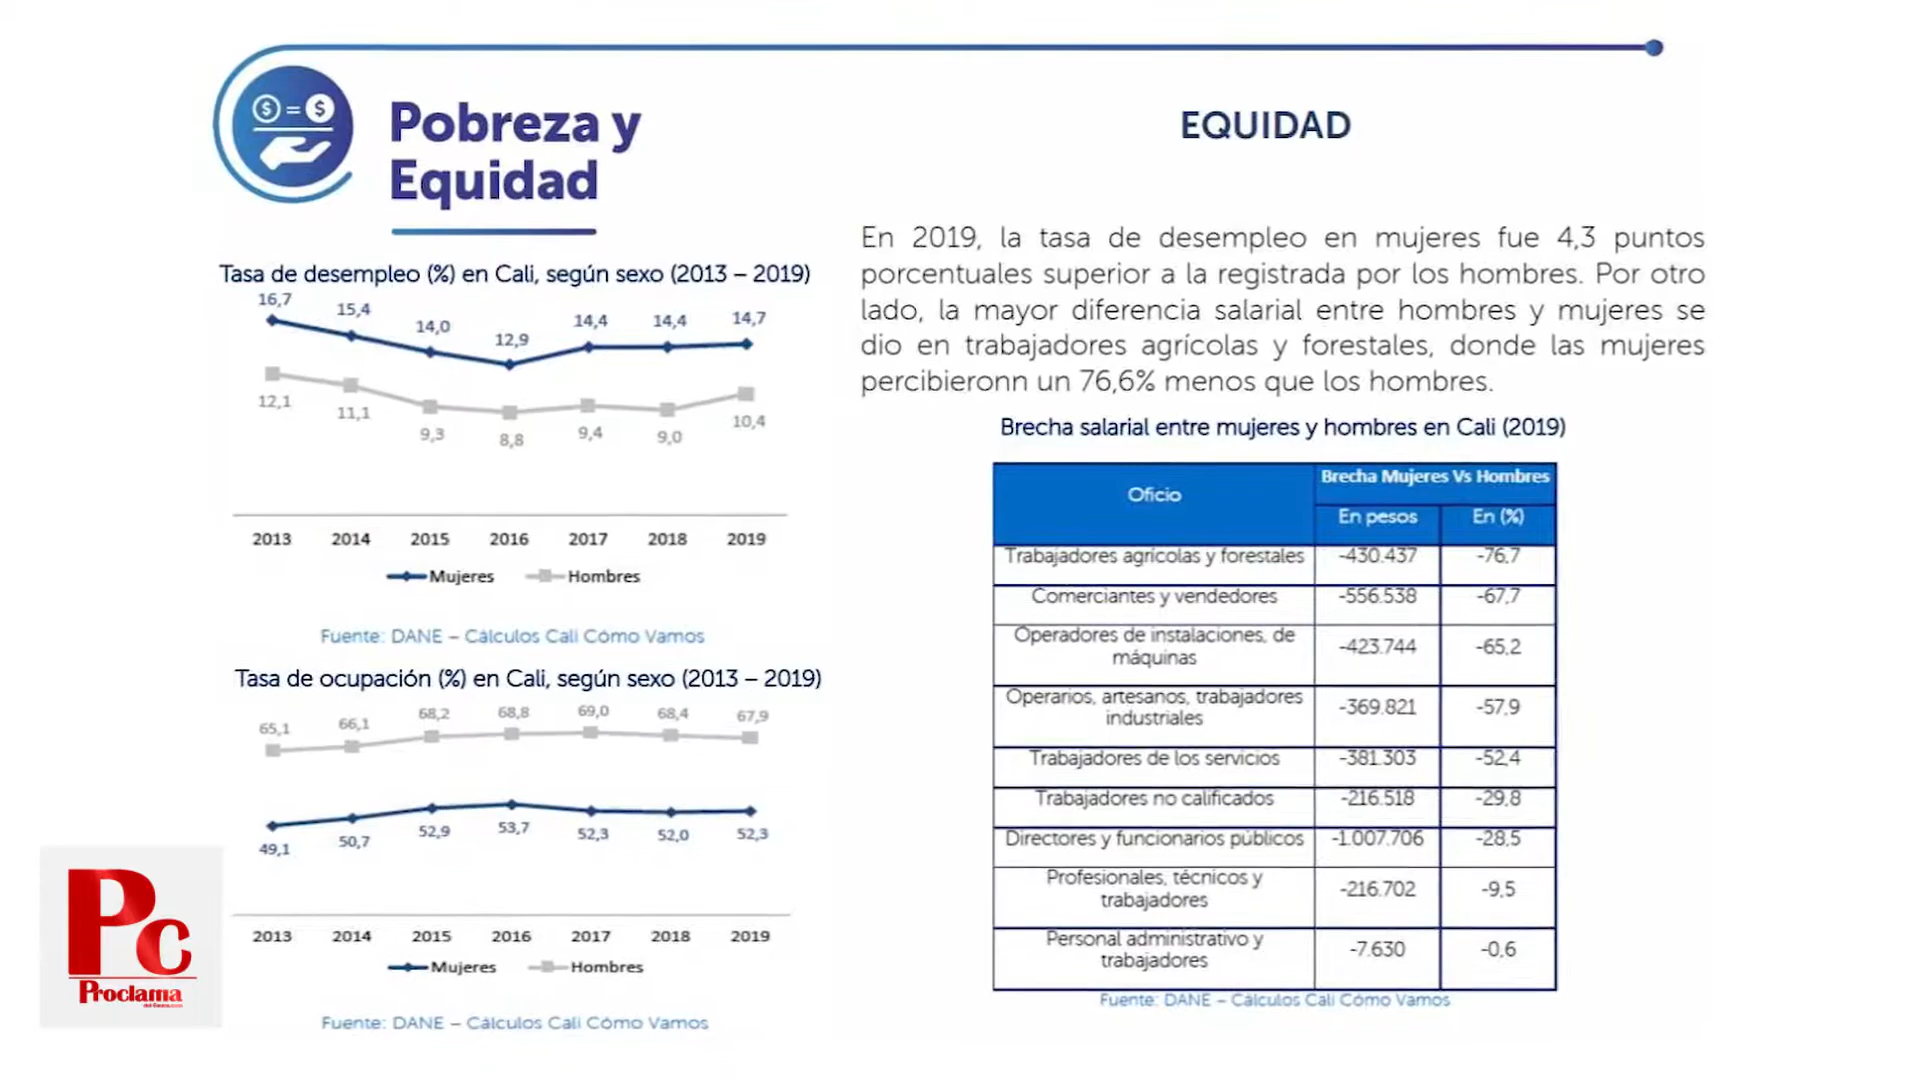 Pobreza y
Equidad
Tasa de desempleo (%) en Cali, según sexo (2013 – 2019)
16,7 15,4 14,0 12,9 14,4 14,4 14,7
12,1 11,1 9,3 8,8 9,4 9,0 10,4
2013 2014 2015 2016 2017 2018 2019
Mujeres Hombres
Fuente: DANE – Cálculos Cali Cómo Vamos
Tasa de ocupación (%) en Cali, según sexo (2013 – 2019)
65,1 66,1 68,2 68,8 69,0 68,4 67,9
49,1 50,7 52,9 53,7 52,3 52,0 52,3
2013 2014 2015 2016 2017 2018 2019
Mujeres Hombres
Fuente: DANE – Cálculos Cali Cómo Vamos
EQUIDAD
En 2019, la tasa de desempleo en mujeres fue 4,3 puntos
porcentuales superior a la registrada por los hombres. Por otro
lado, la mayor diferencia salarial entre hombres y mujeres se
dio en trabajadores agrícolas y forestales, donde las mujeres
percibieronn un 76,6% menos que los hombres.
Brecha salarial entre mujeres y hombres en Cali (2019)
Oficio Brecha Mujeres Vs Hombres
En pesos En (%)
Trabajadores agrícolas y forestales -430.437 -76,7
Comerciantes y vendedores -556.538 -67,7
Operadores de instalaciones, de
máquinas -423.744 -65,2
Operarios, artesanos, trabajadores
industriales -369.821 -57,9
Trabajadores de los servicios -381.303 -52,4
Trabajadores no calificados -216.518 -29,8
Directores y funcionarios públicos -1.007.706 -28,5
Profesionales, técnicos y
trabajadores -216.702 -9,5
Personal administrativo y
trabajadores -7.630 -0,6
Fuente: DANE – Cálculos Cali Cómo Vamos
$ = $
Pc
Proclama